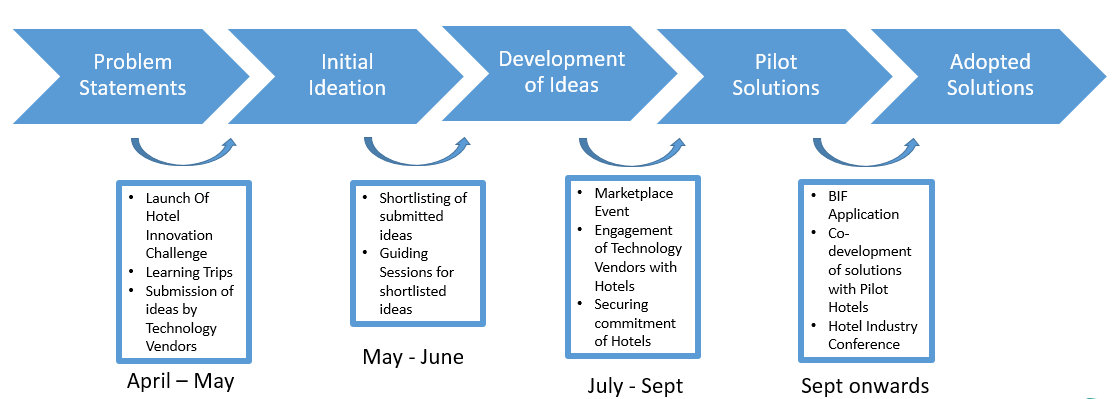 Problem
Statements
Initial
Ideation
Development
of Ideas
Pilot
Solutions
Adopted
Solutions
• Launch Of
Hotel
Innovation
Challenge
• Learning Trips
• Submission of
ideas by
Technology
Vendors
April – May
• Shortlisting of
submitted
ideas
• Guiding
Sessions for
shortlisted
ideas
May - June
• Marketplace
Event
• Engagement
of Technology
Vendors with
Hotels
• Securing
commitment
of Hotels
July - Sept
• BIF
Application
• Co-
development
of solutions
with Pilot
Hotels
• Hotel Industry
Conference
Sept onwards